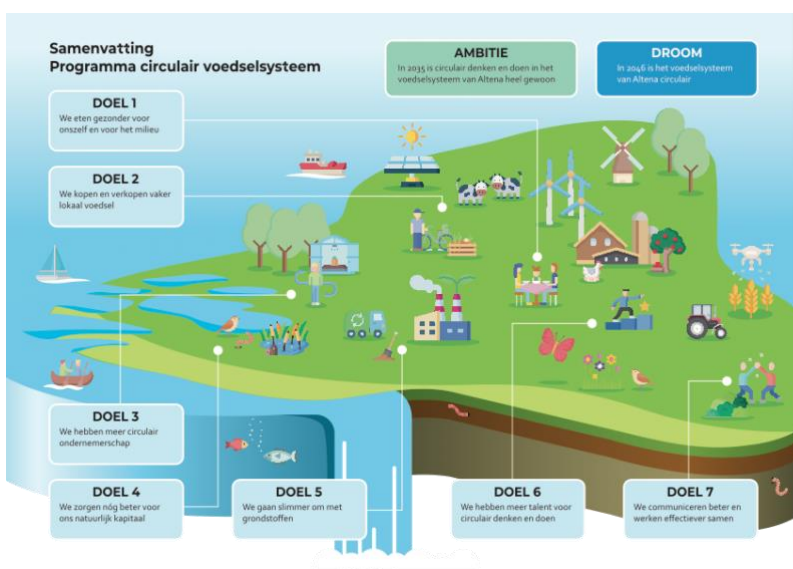 Samenvatting
Programma circulair voedselsysteem
AMBITIE
In 2035 is circulair denken en doen in het
voedselsysteem van Altena heel gewoon
DROOM
In 2046 is het voedselsysteem
van Altena circulair
DOEL 1
We eten gezonder voor
onszelf en voor het milieu
DOEL 2
We kopen en verkopen vaker
lokaal voedsel
DOEL 3
We hebben meer circulair
ondernemerschap
DOEL 4
We zorgen nóg beter voor
ons natuurlijk kapitaal
DOEL 5
We gaan slimmer om met
grondstoffen
DOEL 6
We hebben meer talent voor
circulair denken en doen
DOEL 7
We communiceren beter en
werken effectiever samen